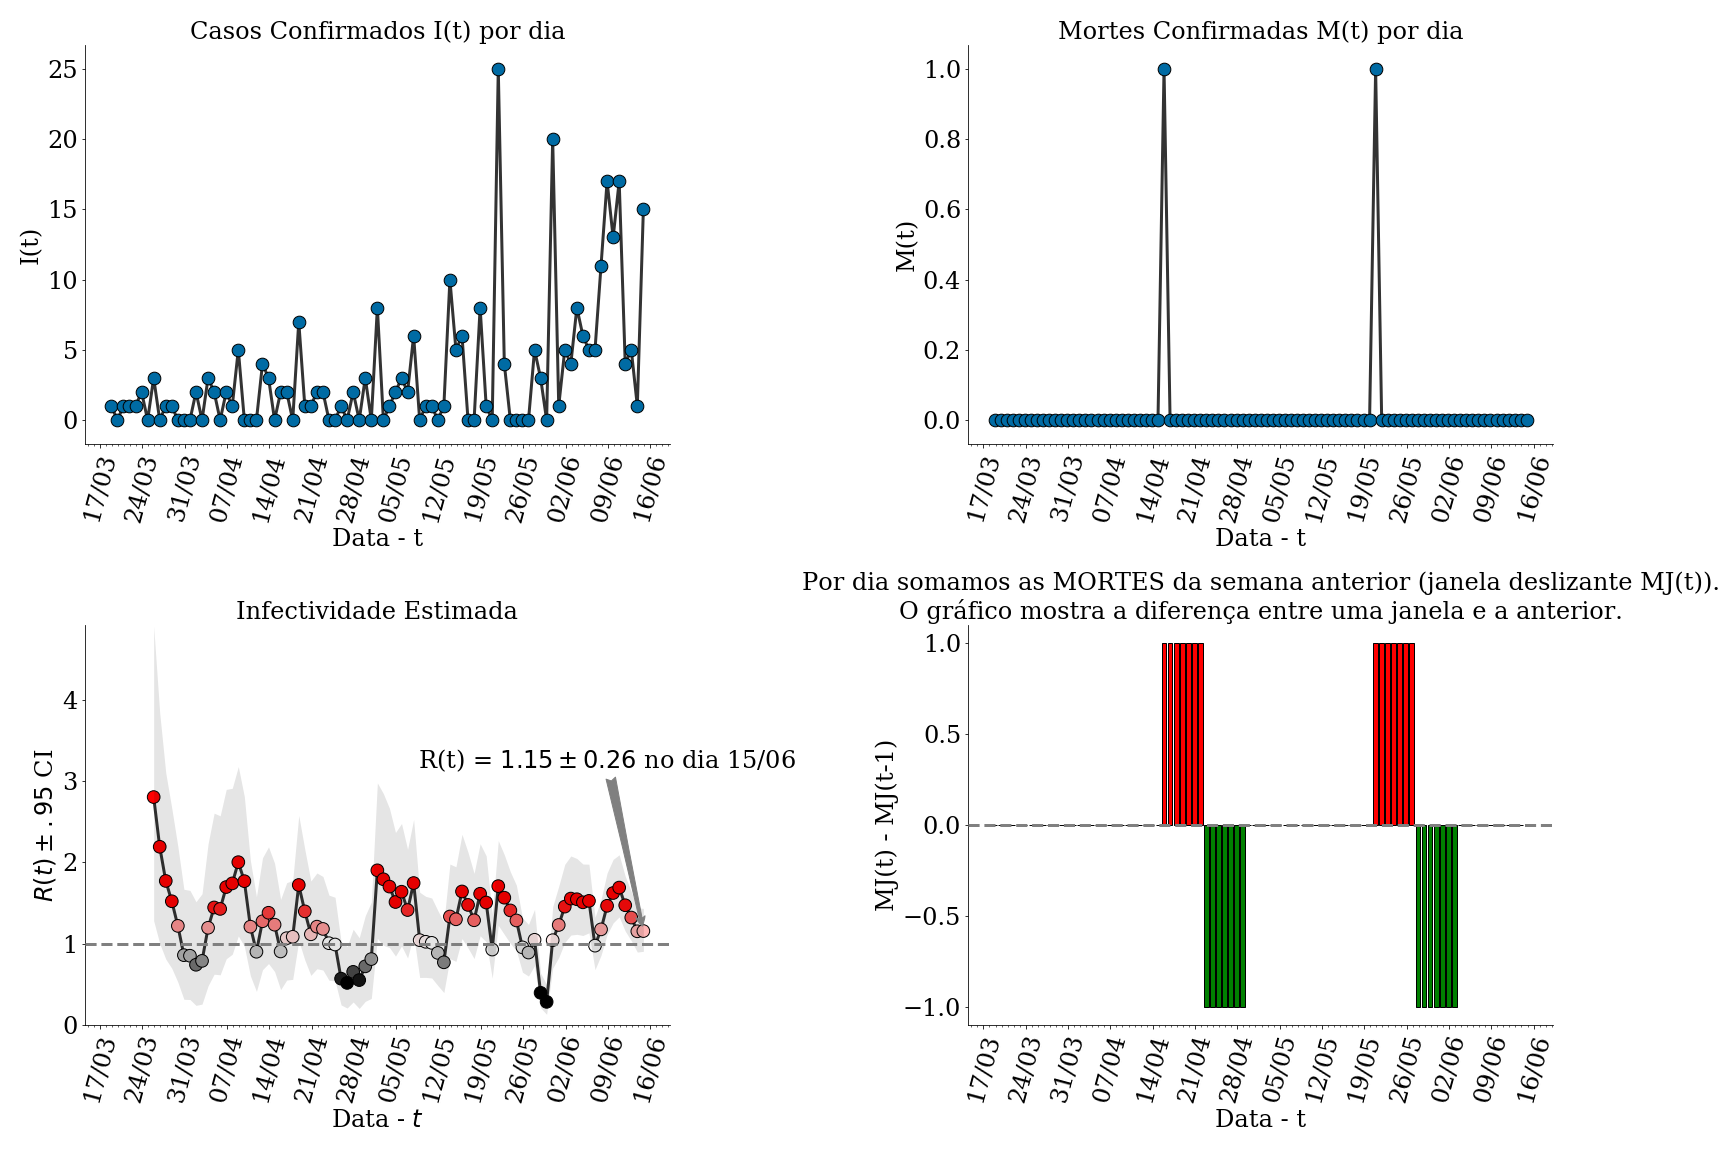 Casos Confirmados I(t) por dia
25
20
15
10
5
0
I(t)
17/03 24/03 31/03 07/04 14/04 21/04 28/04 05/05 12/05 19/05 26/05 02/06 09/06 16/06
Data - t
Mortes Confirmadas M(t) por dia
1.0
0.8
0.6
0.4
0.2
0.0
M(t)
17/03 24/03 31/03 07/04 14/04 21/04 28/04 05/05 12/05 19/05 26/05 02/06 09/06 16/06
Data - t
Infectividade Estimada
4
3
2
1
0
R(t) ± . 95 CI
R(t) = 1.15 ± 0.26 no dia 15/06
17/03 24/03 31/03 07/04 14/04 21/04 28/04 05/05 12/05 19/05 26/05 02/06 09/06 16/06
Data - t
Por dia somamos as MORTES da semana anterior (janela deslizante MJ(t)).
O gráfico mostra a diferença entre uma janela e a anterior.
1.0
0.5
0.0
−0.5
−1.0
MJ(t) - MJ(t-1)
17/03 24/03 31/03 07/04 14/04 21/04 28/04 05/05 12/05 19/05 26/05 02/06 09/06 16/06
Data - t